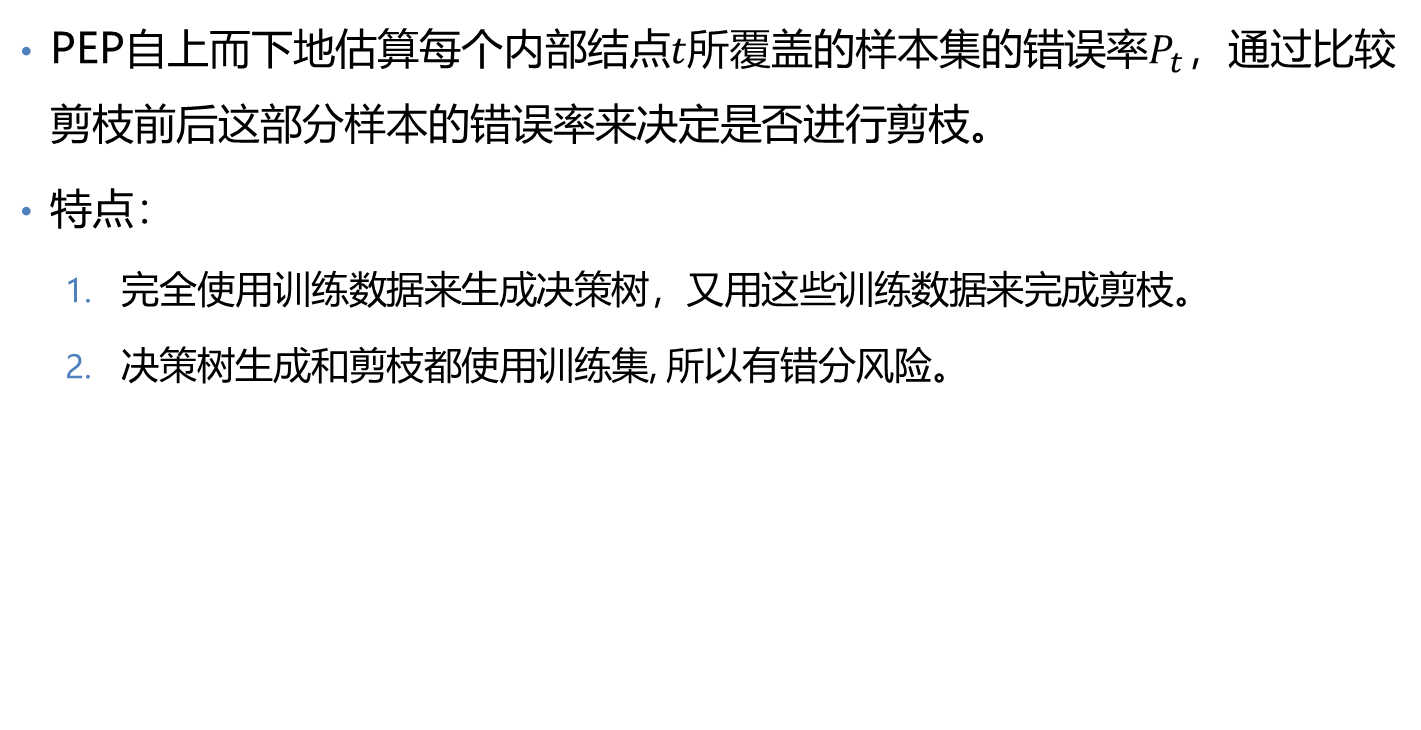 • PEP自上而下地估算每个内部结点t所覆盖的样本集的错误率Pt，通过比较
剪枝前后这部分样本的错误率来决定是否进行剪枝。
• 特点：
1. 完全使用训练数据来生成决策树，又用这些训练数据来完成剪枝。
2. 决策树生成和剪枝都使用训练集, 所以有错分风险。